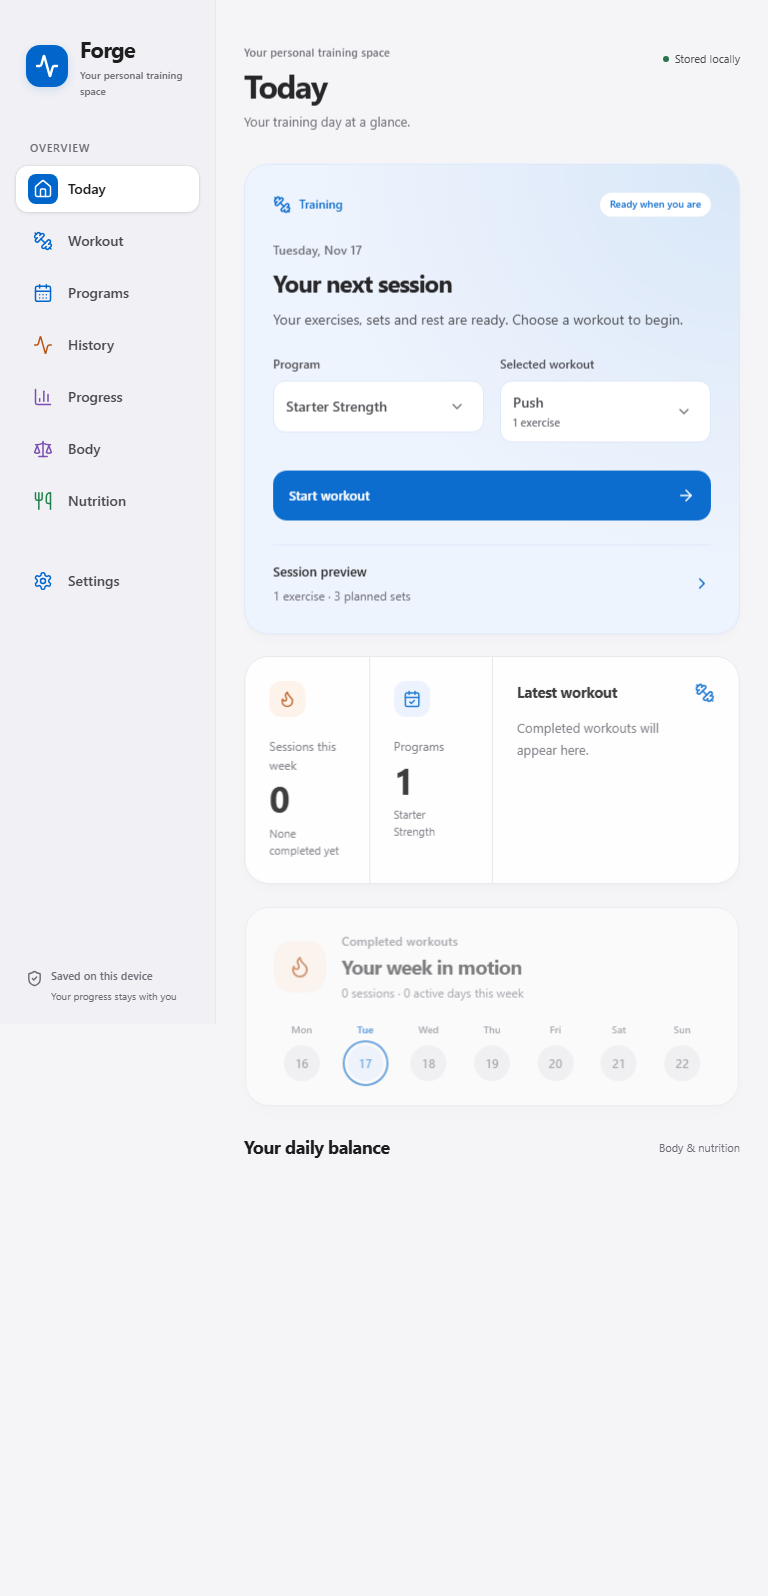 Forge
Your personal training
space
OVERVIEW
Today
Workout
Programs
History
Progress
Body
Nutrition
Settings
Saved on this device
Your progress stays with you
Your personal training space
Today
Your training day at a glance.
Stored locally
Training
Ready when you are
Tuesday, Nov 17
Your next session
Your exercises, sets and rest are ready. Choose a workout to begin.
Program
Starter Strength
Selected workout
Push
1 exercise
Start workout
Session preview
1 exercise · 3 planned sets
Sessions this
week
0
None
completed yet
Programs
1
Starter
Strength
Latest workout
Completed workouts will
appear here.
Completed workouts
Your week in motion
0 sessions · 0 active days this week
Mon Tue Wed Thu Fri Sat Sun
16 17 18 19 20 21 22
Your daily balance
Body & nutrition